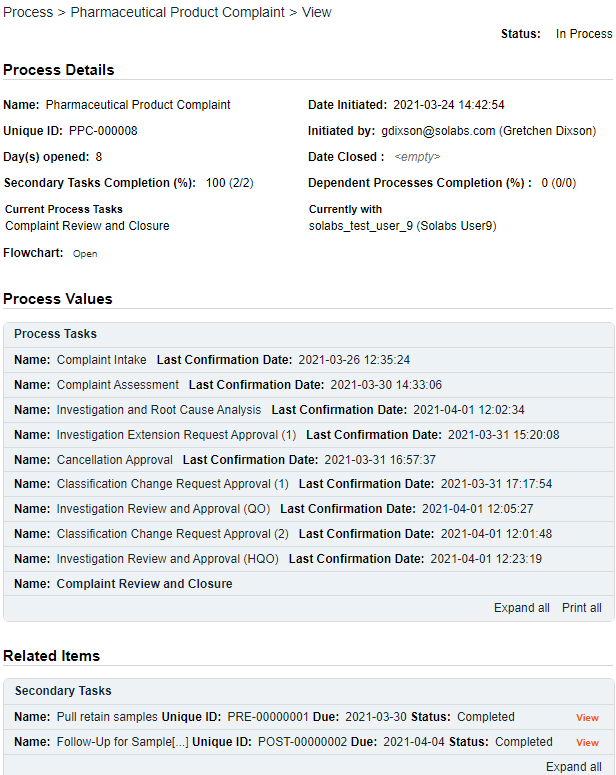 Process > Pharmaceutical Product Complaint > View
Status: In Process
Process Details
Name: Pharmaceutical Product Complaint Date Initiated: 2021-03-24 14:42:54
Unique ID: PPC-000008 Initiated by: gdixson@solabs.com (Gretchen Dixson)
Day(s) opened: 8 Date Closed : <empty>
Secondary Tasks Completion (%): 100 (2/2) Dependent Processes Completion (%) : 0 (0/0)
Current Process Tasks Currently with
Complaint Review and Closure solabs_test_user_9 (Solabs User9)
Flowchart: Open
Process Values
Process Tasks
Name: Complaint Intake Last Confirmation Date: 2021-03-26 12:35:24
Name: Complaint Assessment Last Confirmation Date: 2021-03-30 14:33:06
Name: Investigation and Root Cause Analysis Last Confirmation Date: 2021-04-01 12:02:34
Name: Investigation Extension Request Approval (1) Last Confirmation Date: 2021-03-31 15:20:08
Name: Cancellation Approval Last Confirmation Date: 2021-03-31 16:57:37
Name: Classification Change Request Approval (1) Last Confirmation Date: 2021-03-31 17:17:54
Name: Investigation Review and Approval (QO) Last Confirmation Date: 2021-04-01 12:05:27
Name: Classification Change Request Approval (2) Last Confirmation Date: 2021-04-01 12:01:48
Name: Investigation Review and Approval (HQO) Last Confirmation Date: 2021-04-01 12:23:19
Name: Complaint Review and Closure
Expand all Print all
Related Items
Secondary Tasks
Name: Pull retain samples Unique ID: PRE-00000001 Due: 2021-03-30 Status: Completed View
Name: Follow-Up for Sample[...] Unique ID: POST-00000002 Due: 2021-04-04 Status: Completed View
Expand all